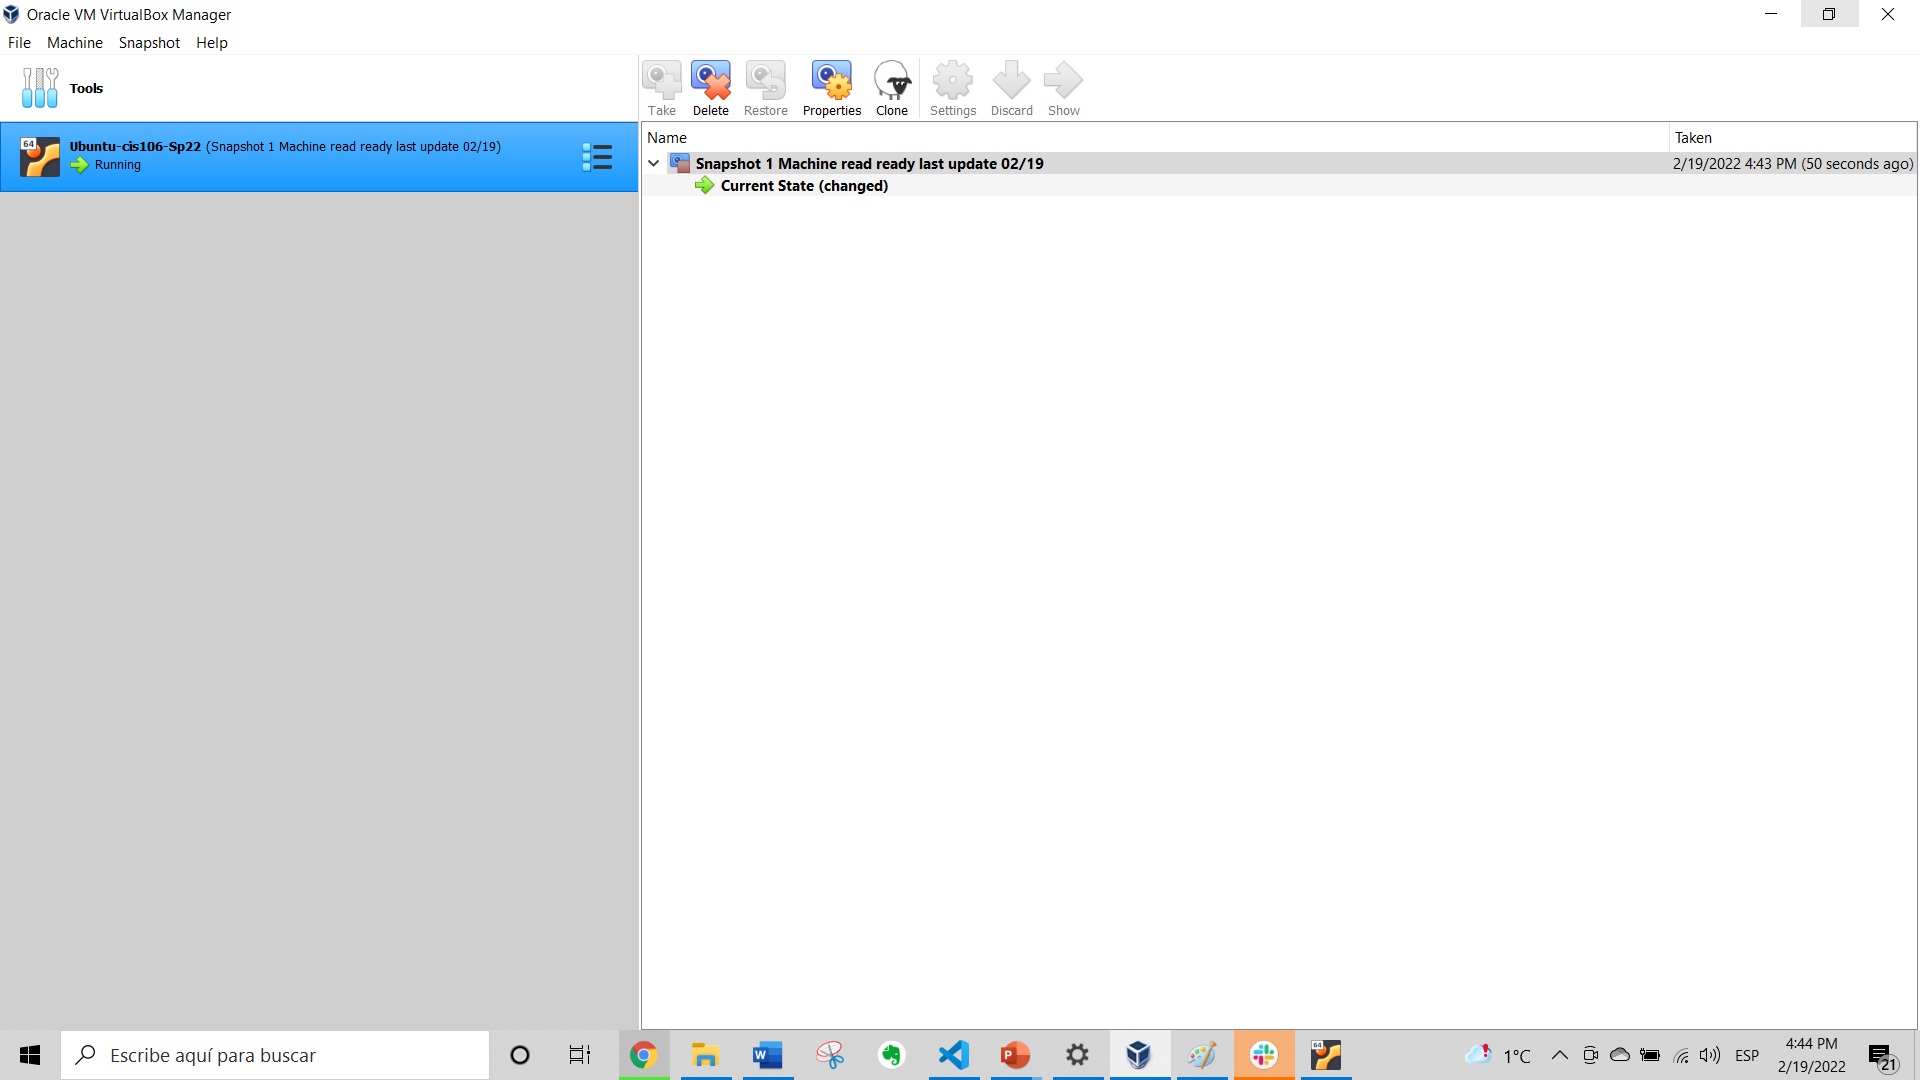 Oracle VM VirtualBox Manager
File Machine Snapshot Help
Tools
Take Delete Restore Properties Clone Settings Discard Show
64
Ubuntu-cis106-Sp22 (Snapshot 1 Machine read ready last update 02/19)
Running
Name Taken
Snapshot 1 Machine read ready last update 02/19 2/19/2022 4:43 PM (50 seconds ago)
Current State (changed)
Escribe aquí para buscar
W
P
64
1°C
ESP
4:44 PM
2/19/2022
21